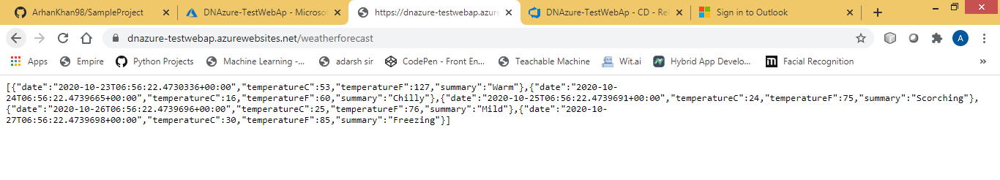 ArhanKhan98/SampleProject
DNAzure-TestWebAp - Microsof
https://dnazure-testwebap.azure
DNAzure-TestWebAp - CD - Rel
Sign in to Outlook
dnazure-testwebap.azurewebsites.net/weatherforecast
A
Apps
Empire
Python Projects
Machine Learning -...
adarsh sir
CodePen - Front En...
Teachable Machine
Wit.ai
Hybrid App Develo...
Facial Recognition
[{"date":"2020-10-23T06:56:22.4730336+00:00","temperatureC":53,"temperatureF":127,"summary":"Warm"},{"date":"2020-10-
24T06:56:22.4739665+00:00","temperatureC":16,"temperatureF":60,"summary":"Chilly"},{"date":"2020-10-25T06:56:22.4739691+00:00","temperatureC":24,"temperatureF":75,"summary":"Scorching"},
{"date":"2020-10-26T06:56:22.4739696+00:00","temperatureC":25,"temperatureF":76,"summary":"Mild"},{"date":"2020-10-
27T06:56:22.4739698+00:00","temperatureC":30,"temperatureF":85,"summary":"Freezing"}]